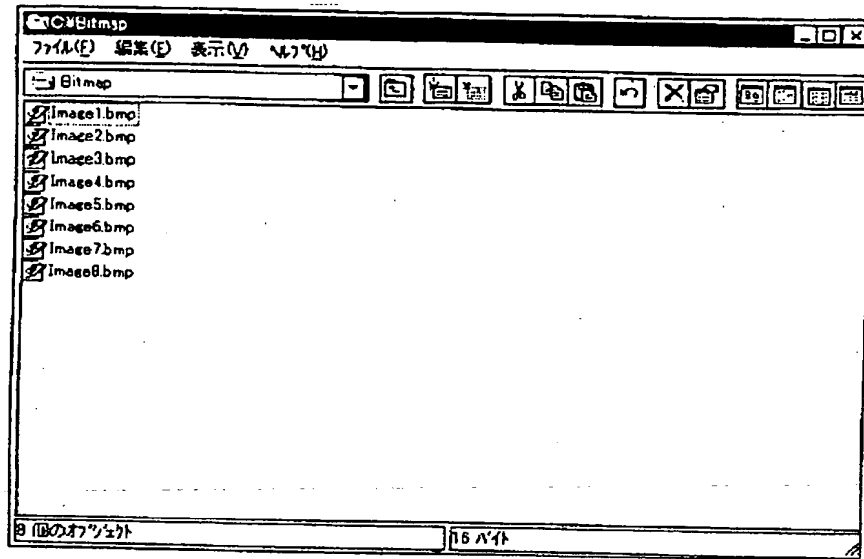 C:¥Bitmap
ファイル(F) 編集(E) 表示(V) ヘルプ(H)
Bitmap
Image1.bmp
Image2.bmp
Image3.bmp
Image4.bmp
Image5.bmp
Image6.bmp
Image7.bmp
Image8.bmp
8 個のオブジェクト
16 バイト